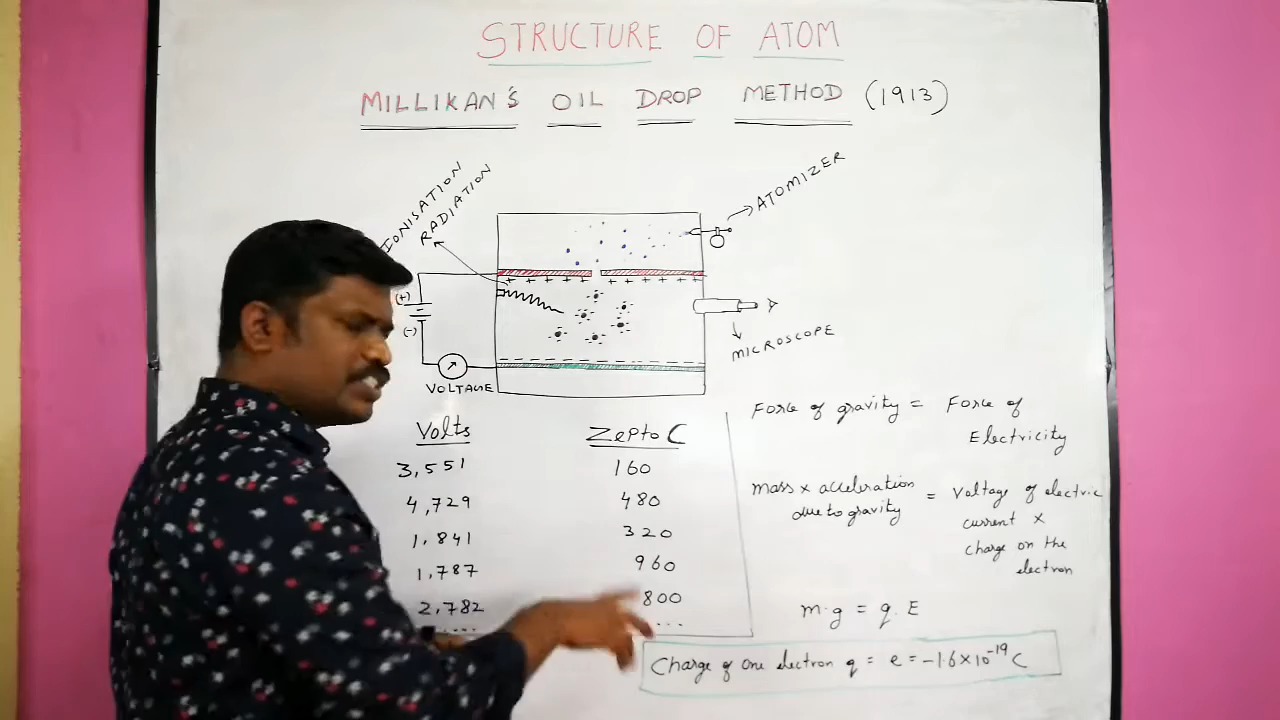 STRUCTURE OF ATOM
MILLIKAN'S OIL DROP METHOD (1913)
IONISATION
RADIATION
ATOMIZER
(+)
(-)
VOLTAGE
MICROSCOPE
Volts
Zepto C
3,551
160
4,729
480
1,841
320
1,787
960
2,782
800
Force of gravity = Force of
Electricity
mass x acceleration
due to gravity
= Voltage of electric
current x
charge on the
electron
m.g = q.E
Charge of one electron q = e = -1.6 x 10⁻¹⁹ C